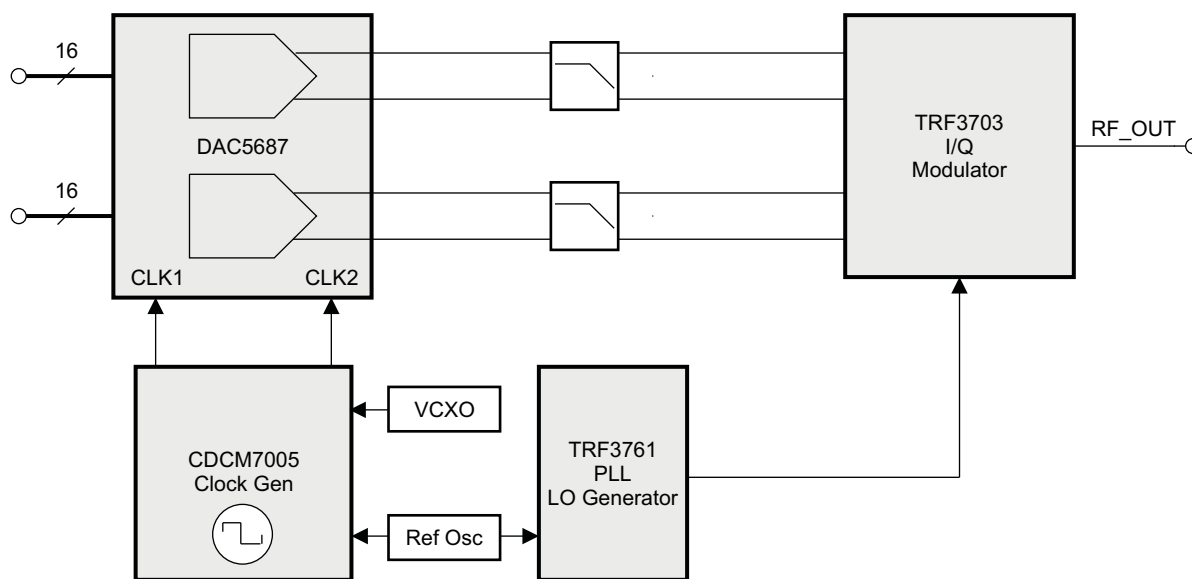 16
DAC5687
16
CLK1
CLK2
TRF3703
I/Q
Modulator
RF_OUT
CDCM7005
Clock Gen
VCXO
Ref Osc
TRF3761
PLL
LO Generator